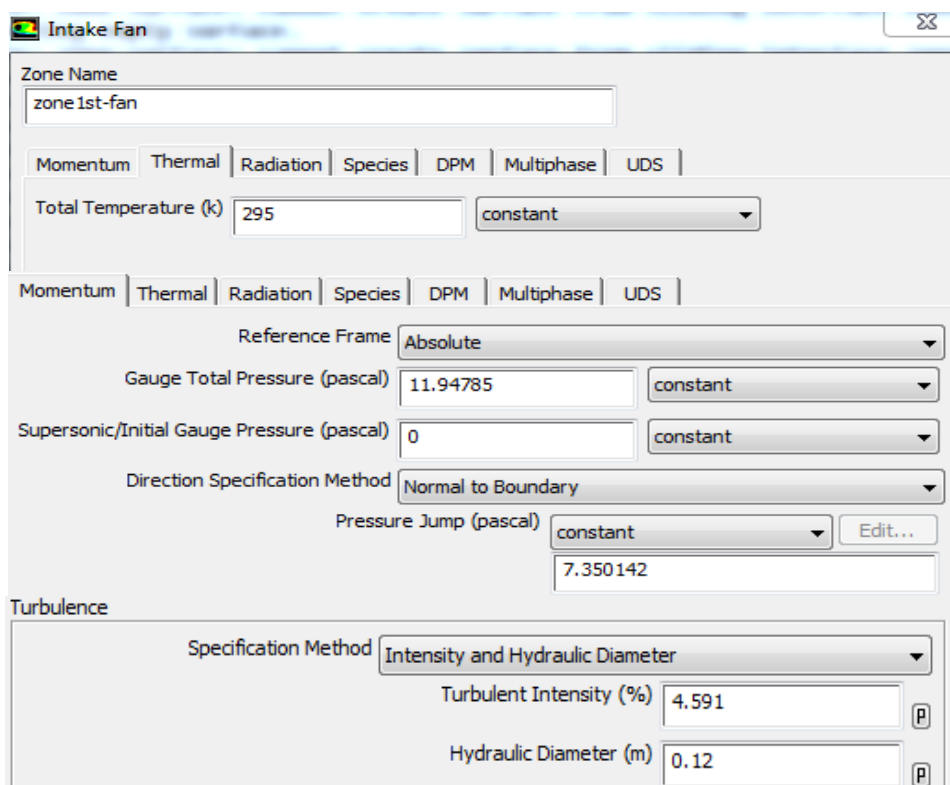 Intake Fan
Zone Name
zone1st-fan
Momentum Thermal Radiation Species DPM Multiphase UDS
Total Temperature (k) 295 constant
Momentum Thermal Radiation Species DPM Multiphase UDS
Reference Frame Absolute
Gauge Total Pressure (pascal) 11.94785 constant
Supersonic/Initial Gauge Pressure (pascal) 0 constant
Direction Specification Method Normal to Boundary
Pressure Jump (pascal) constant Edit...
7.350142
Turbulence
Specification Method Intensity and Hydraulic Diameter
Turbulent Intensity (%) 4.591 P
Hydraulic Diameter (m) 0.12 P